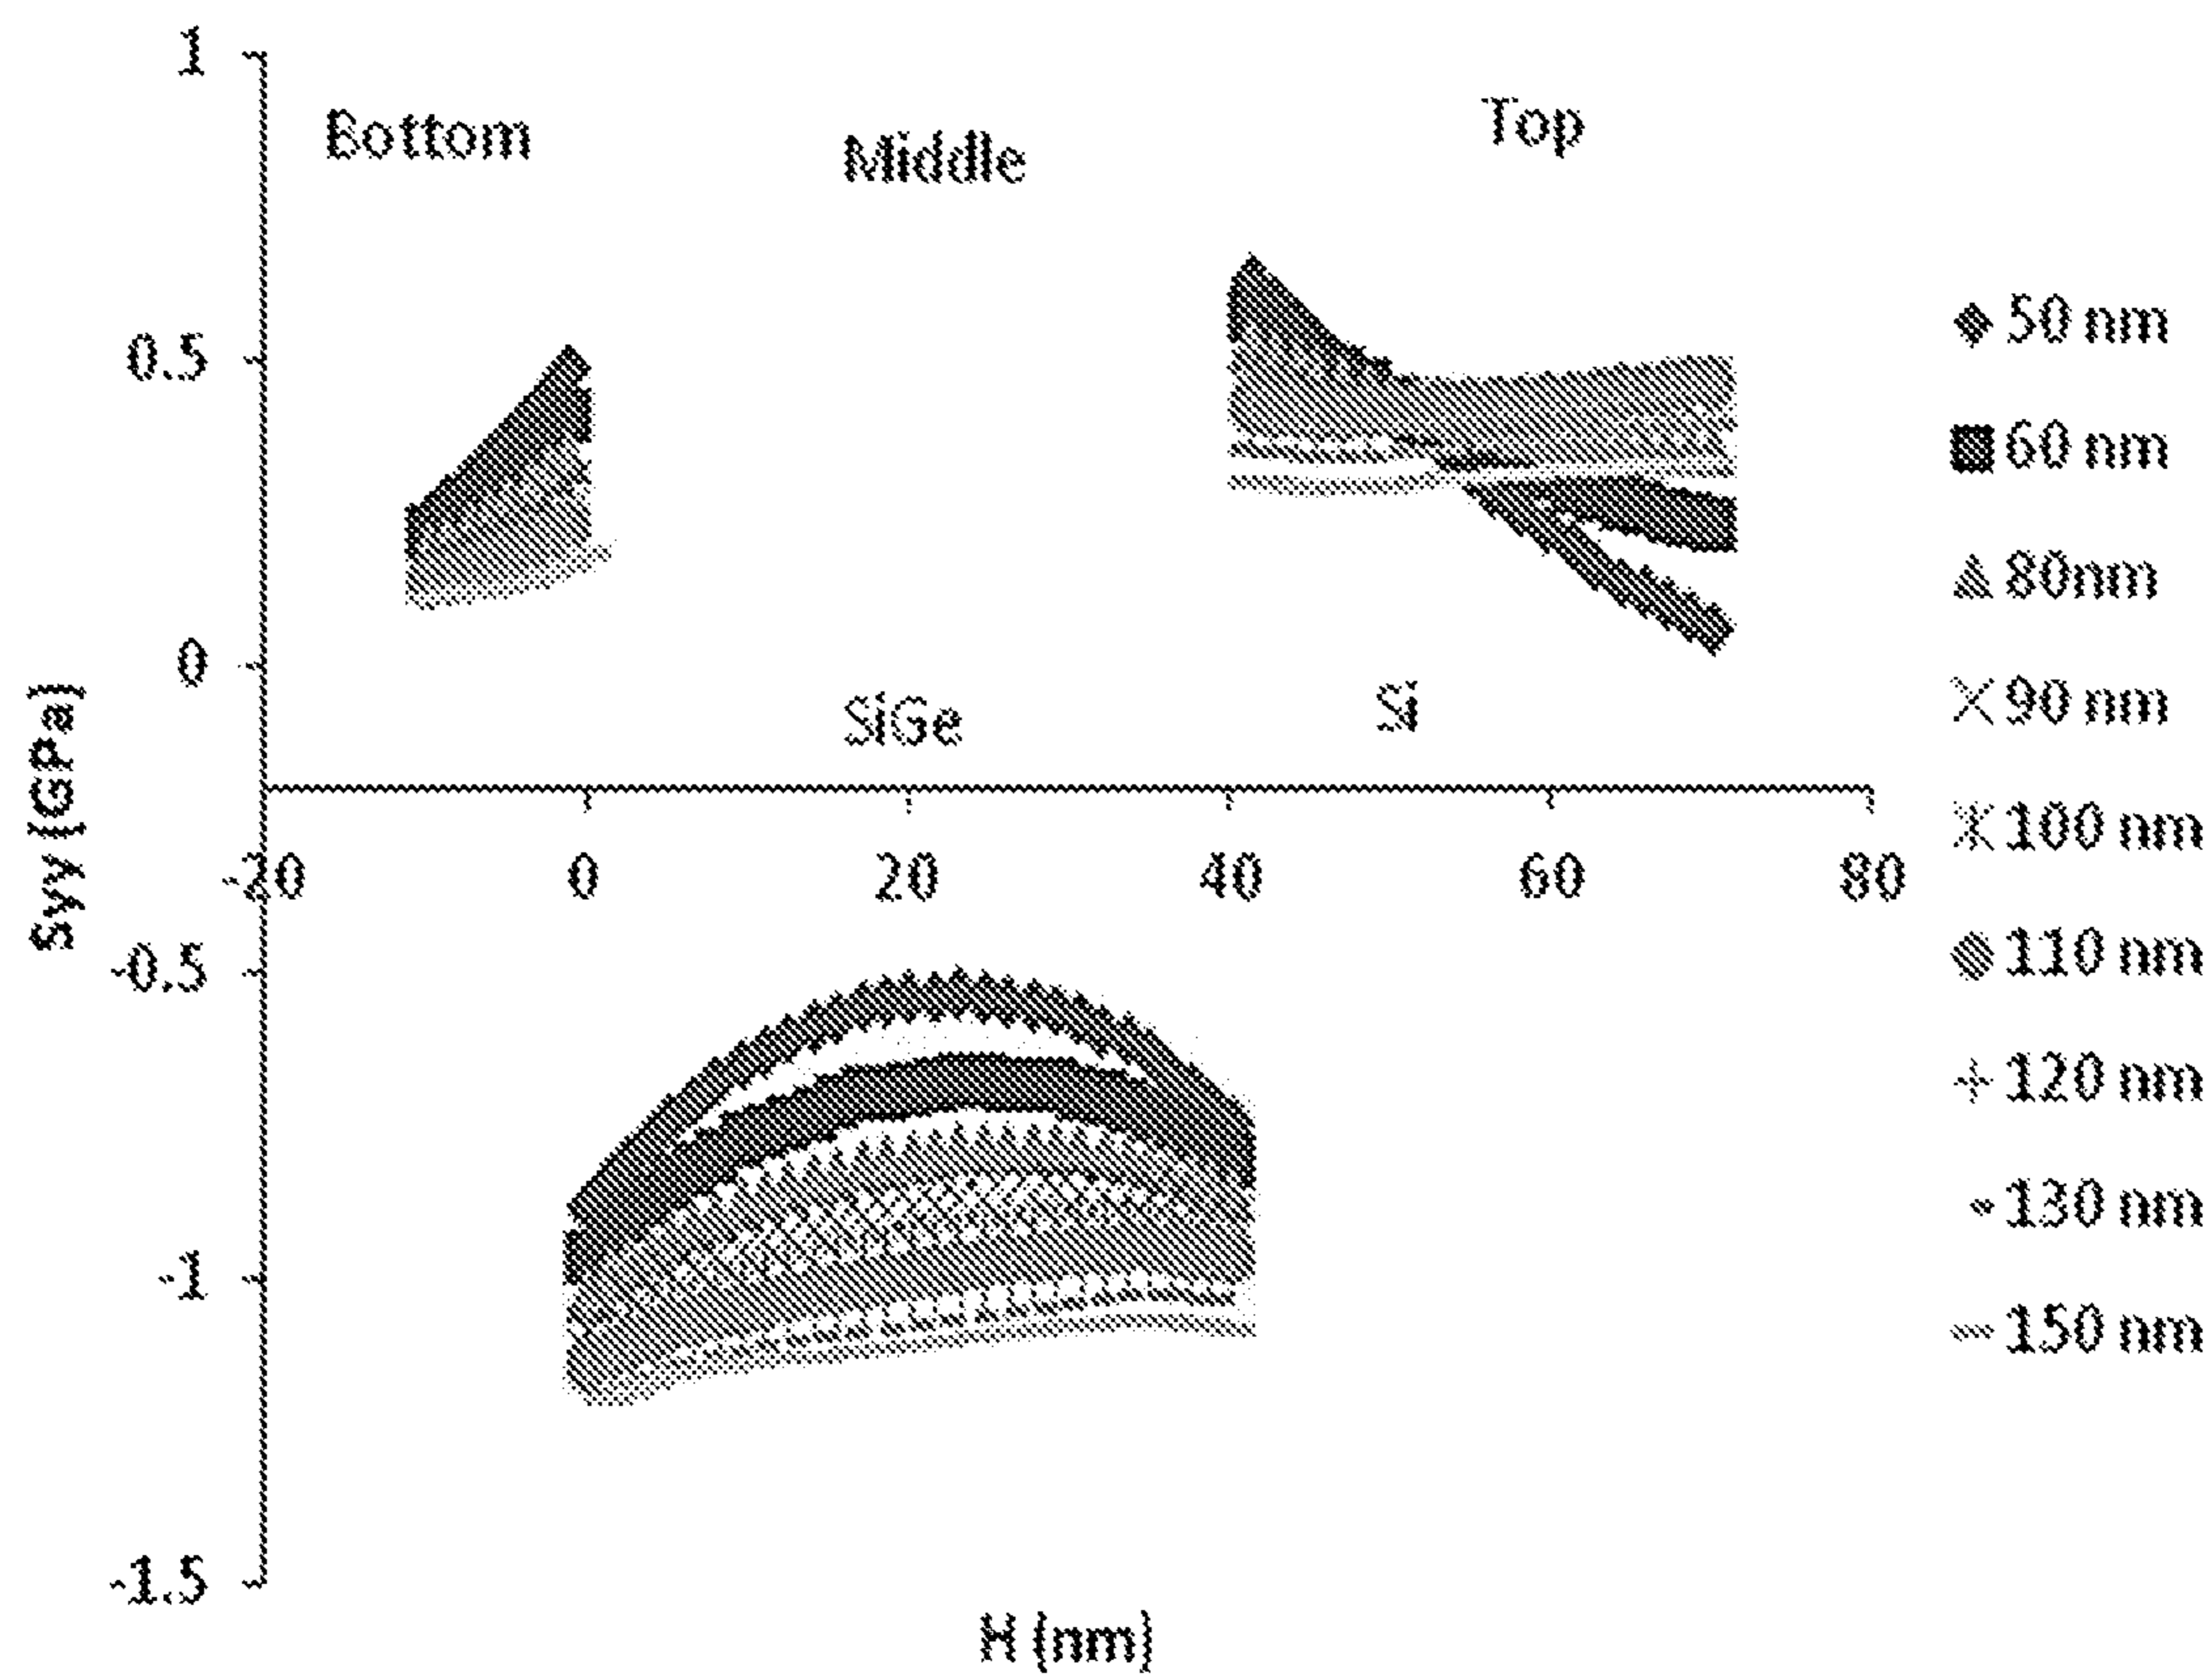 1
Bottom
Middle
Top
0.5
0
SiGe
Si
Syy [GPa]
-20
0
20
40
60
80
-0.5
-1
-1.5
H (nm)
50 nm
60 nm
80nm
90 nm
100 nm
110 nm
120 nm
130 nm
150 nm